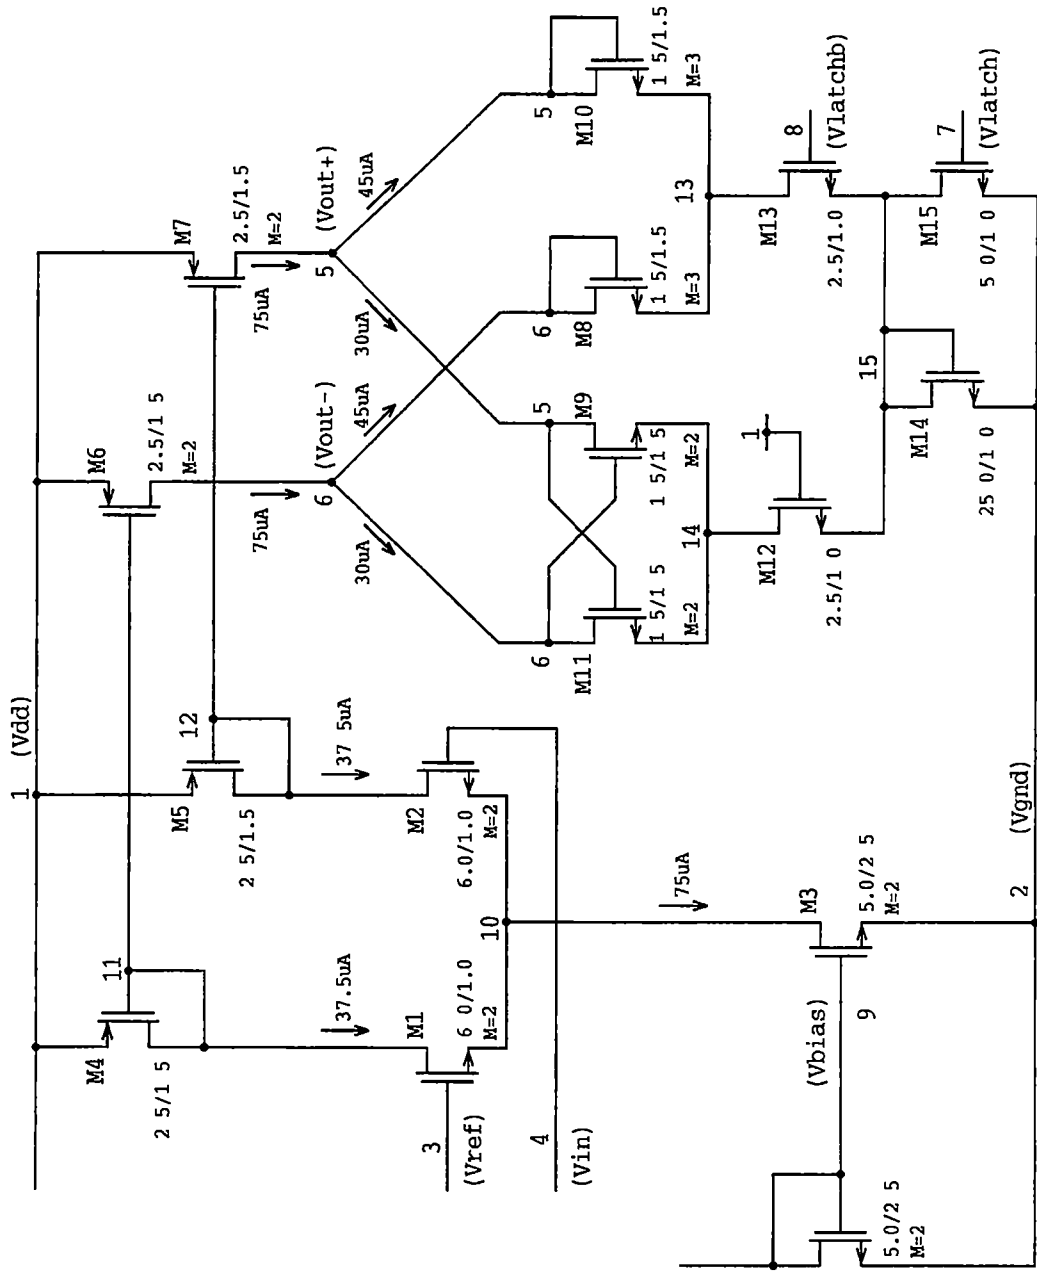 1 (Vdd)
M4
2 5/1 5
11
M5
2 5/1.5
12
M6
2.5/1 5
M=2
M7
2.5/1.5
M=2
37.5uA
37 5uA
75uA
75uA
6 (Vout-)
5 (Vout+)
30uA
45uA
30uA
45uA
3
(Vref)
M1
6 0/1.0
M=2
M2
6.0/1.0
M=2
4
(Vin)
10
6
M11
1 5/1 5
M=2
5
M9
1 5/1 5
M=2
6
M8
1 5/1.5
M=3
5
M10
1 5/1.5
M=3
14
13
1
M12
2.5/1 0
M13
2.5/1.0
8
(Vlatchb)
75uA
15
M14
25 0/1 0
M15
5 0/1 0
7
(Vlatch)
(Vbias)
9
M3
5.0/2 5
M=2
5.0/2 5
M=2
2 (Vgnd)